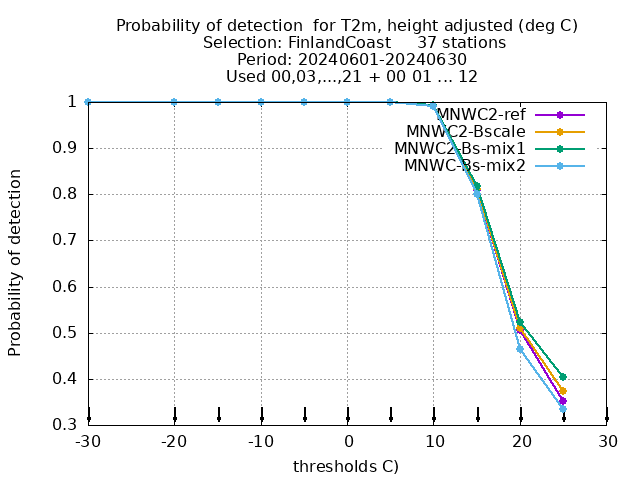 Probability of detection  for T2m, height adjusted (deg C)
Selection: FinlandCoast     37 stations
Period: 20240601-20240630
Used 00,03,...,21 + 00 01 ... 12
MNWC2-ref
MNWC2-Bscale
MNWC2-Bs-mix1
MNWC-Bs-mix2
Probability of detection
1
0.9
0.8
0.7
0.6
0.5
0.4
0.3
-30 -20 -10 0 10 20 30
thresholds C)